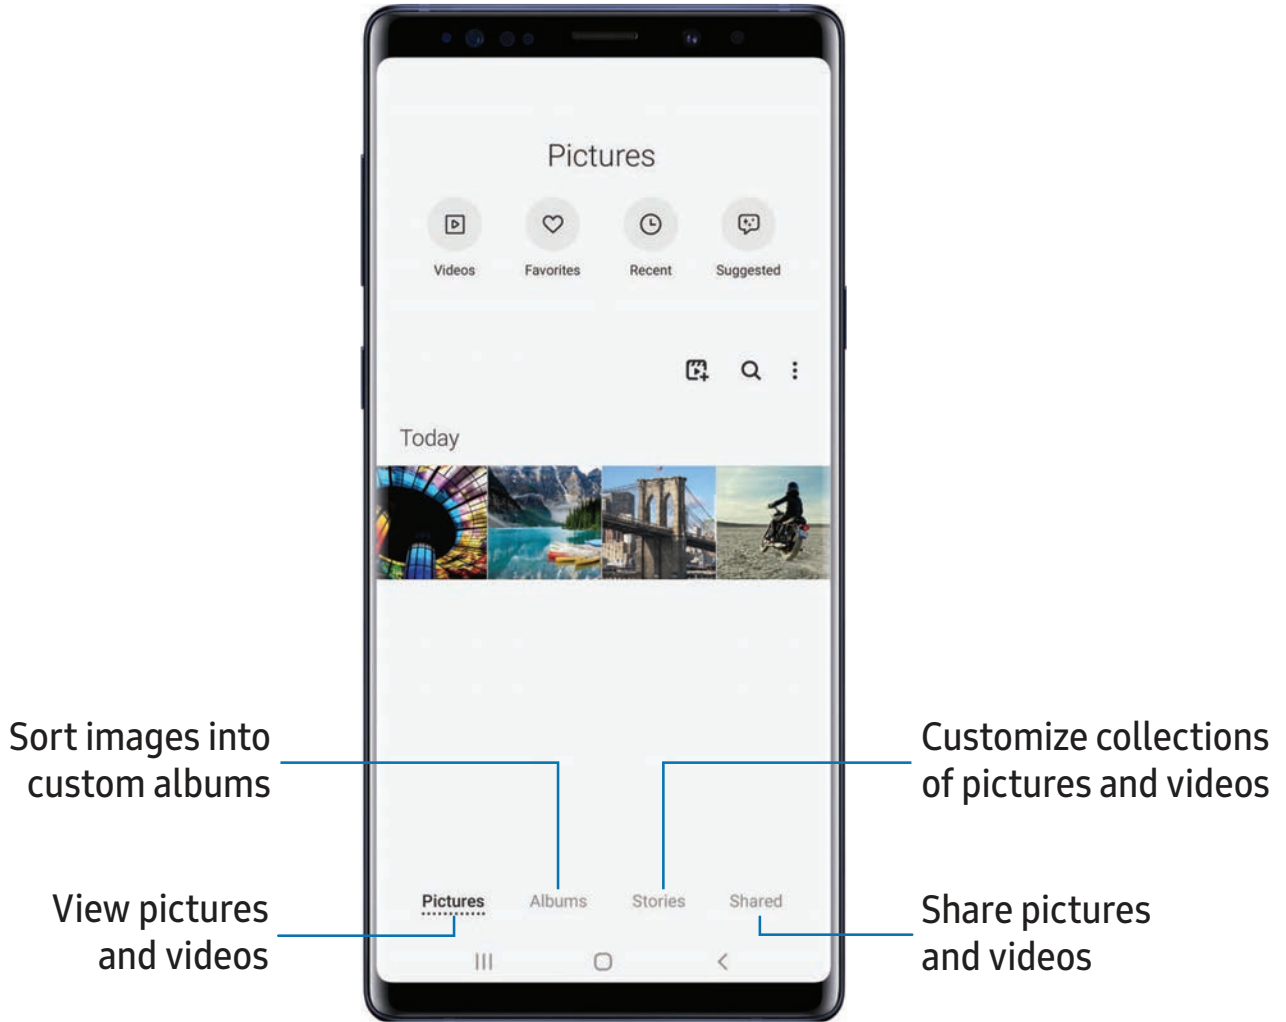 Pictures
Videos Favorites Recent Suggested
Today
Sort images into
custom albums
Customize collections
of pictures and videos
View pictures
and videos
Pictures Albums Stories Shared
Share pictures
and videos